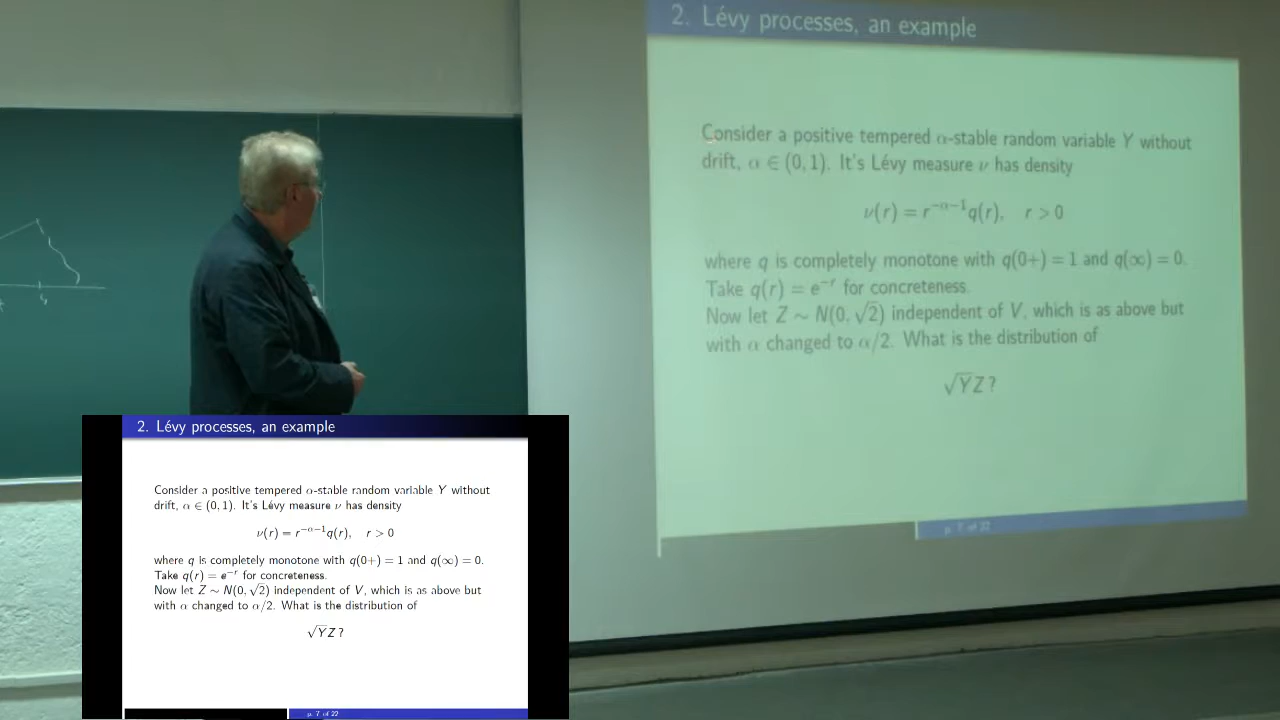 2. Lévy processes, an example
Consider a positive tempered α-stable random variable Y without
drift, α ∈ (0, 1). It's Lévy measure ν has density
ν(r) = r^{−α−1}q(r), r > 0
where q is completely monotone with q(0+) = 1 and q(∞) = 0.
Take q(r) = e^{−r} for concreteness.
Now let Z ~ N(0, √2) independent of V, which is as above but
with α changed to α/2. What is the distribution of
√Y Z?
p. 7 of 22
2. Lévy processes, an example
Consider a positive tempered α-stable random variable Y without
drift, α ∈ (0, 1). It's Lévy measure ν has density
ν(r) = r^{−α−1}q(r), r > 0
where q is completely monotone with q(0+) = 1 and q(∞) = 0.
Take q(r) = e^{−r} for concreteness.
Now let Z ~ N(0, √2) independent of V, which is as above but
with α changed to α/2. What is the distribution of
√Y Z?
p. 7 of 22